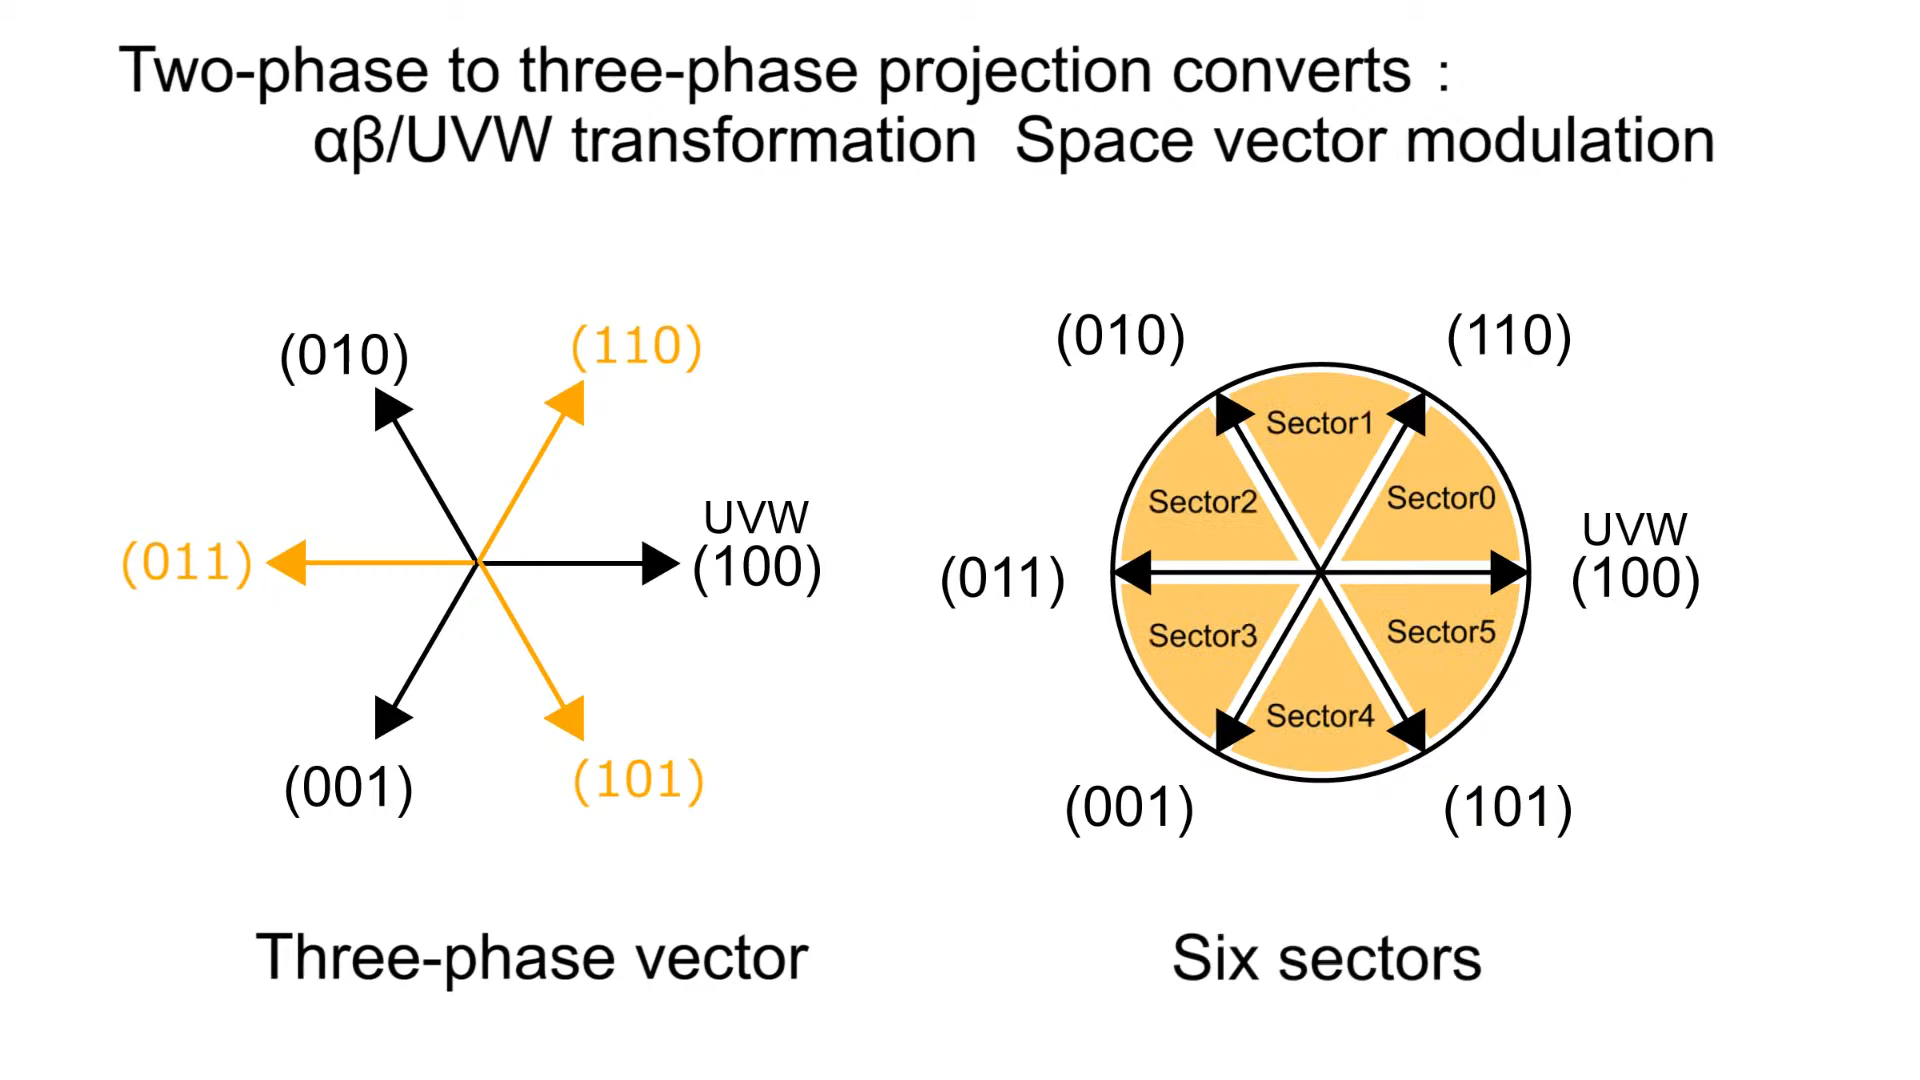 Two-phase to three-phase projection converts :
αβ/UVW transformation Space vector modulation
(010)
(110)
UVW
(100)
(011)
(001)
(101)
Three-phase vector
(010)
(110)
Sector1
Sector2
Sector0
UVW
(100)
(011)
Sector3
Sector5
Sector4
(001)
(101)
Six sectors